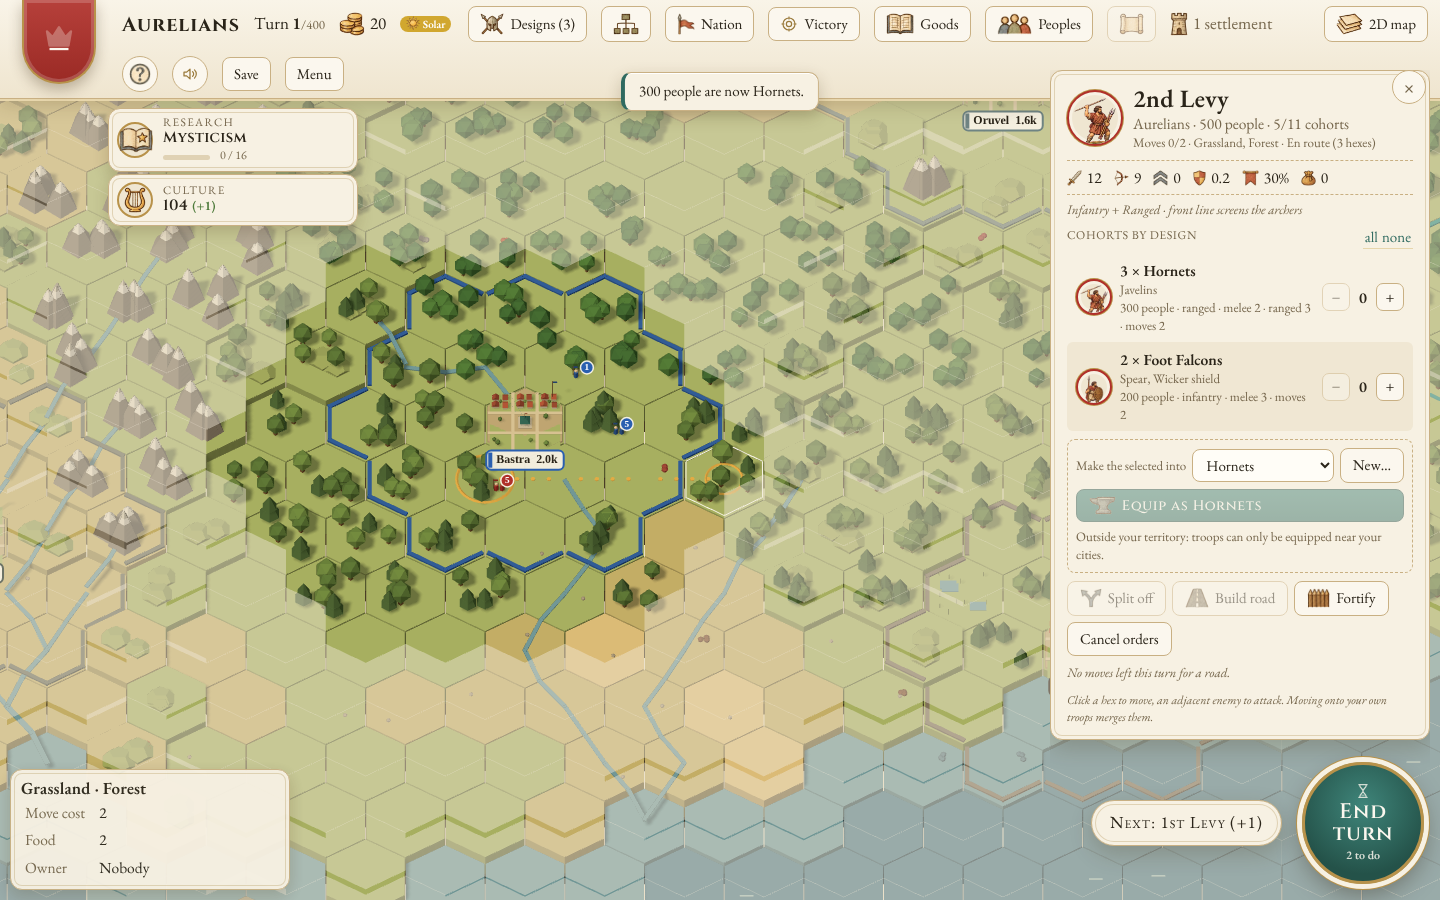 AURELIANS
Turn 1/400
20
Solar
Designs (3)
Nation
Victory
Goods
Peoples
1 settlement
2D map
?
Save
Menu
300 people are now Hornets.
RESEARCH
MYSTICISM
0 / 16
CULTURE
104 (+1)
Oruvel 1.6k
1
5
Bastra 2.0k
5
×
2nd Levy
Aurelians · 500 people · 5/11 cohorts
Moves 0/2 · Grassland, Forest · En route (3 hexes)
12 9 0 0.2 30% 0
Infantry + Ranged · front line screens the archers
COHORTS BY DESIGN
all none
3 × Hornets
Javelins
300 people · ranged · melee 2 · ranged 3
· moves 2
− 0 +
2 × Foot Falcons
Spear, Wicker shield
200 people · infantry · melee 3 · moves
2
− 0 +
Make the selected into
Hornets
New...
EQUIP AS HORNETS
Outside your territory: troops can only be equipped near your
cities.
Split off
Build road
Fortify
Cancel orders
No moves left this turn for a road.
Click a hex to move, an adjacent enemy to attack. Moving onto your own
troops merges them.
Grassland · Forest
Move cost 2
Food 2
Owner Nobody
NEXT: 1ST LEVY (+1)
END
TURN
2 to do